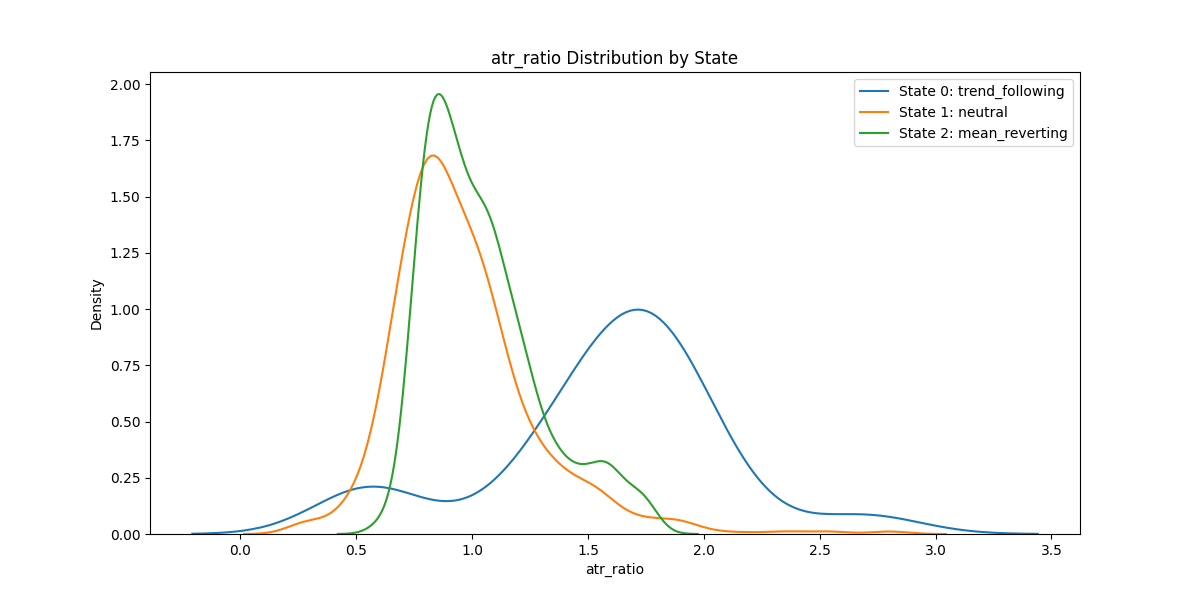 atr_ratio Distribution by State
State 0: trend_following
State 1: neutral
State 2: mean_reverting
Density
2.00
1.75
1.50
1.25
1.00
0.75
0.50
0.25
0.00
0.0 0.5 1.0 1.5 2.0 2.5 3.0 3.5
atr_ratio